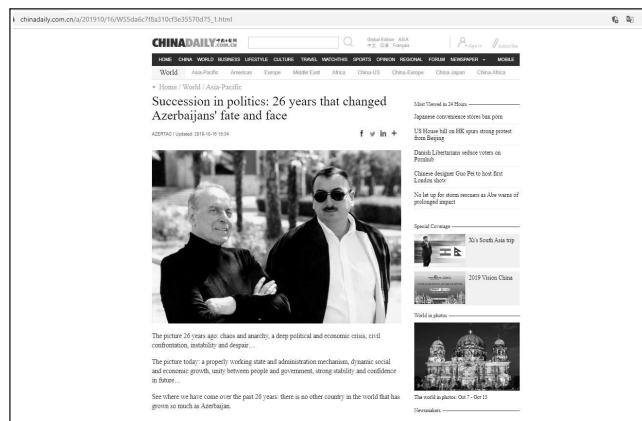 chinadaily.com.cn/a/201910/16/WS5da6c7f8a310cf3e35570d75_1.html
CHINADAILY.COM.CN
Global Edition ASIA
中文 Français
Sign in
Subscribe
HOME CHINA WORLD BUSINESS LIFESTYLE CULTURE TRAVEL WATCHTHIS SPORTS OPINION REGIONAL FORUM NEWSPAPER MOBILE
World Asia-Pacific Americas Europe Middle East Africa China-US China-Europe China-Japan China-Africa
Home / World / Asia-Pacific
Succession in politics: 26 years that changed
Azerbaijans' fate and face
AZERTAC | Updated: 2019-10-16 15:34
f in +
The picture 26 years ago: chaos and anarchy, a deep political and economic crisis, civil
confrontation, instability and despair…
The picture today: a properly working state and administration mechanism, dynamic social
and economic growth, unity between people and government, strong stability and confidence
in future…
See where we have come over the past 26 years: there is no other country in the world that has
grown so much as Azerbaijan.
Most Viewed in 24 Hours
Japanese convenience stores ban porn
US House bill on HK spurs strong protest
from Beijing
Danish Libertarians seduce voters on
Pornhub
Chinese designer Guo Pei to host first
London show
No let up for storm rescuers as Abe warns of
prolonged impact
Special Coverage
Xi's South Asia trip
2019 Vision China
World in photos
The world in photos: Oct 7 - Oct 13
Newsmakers